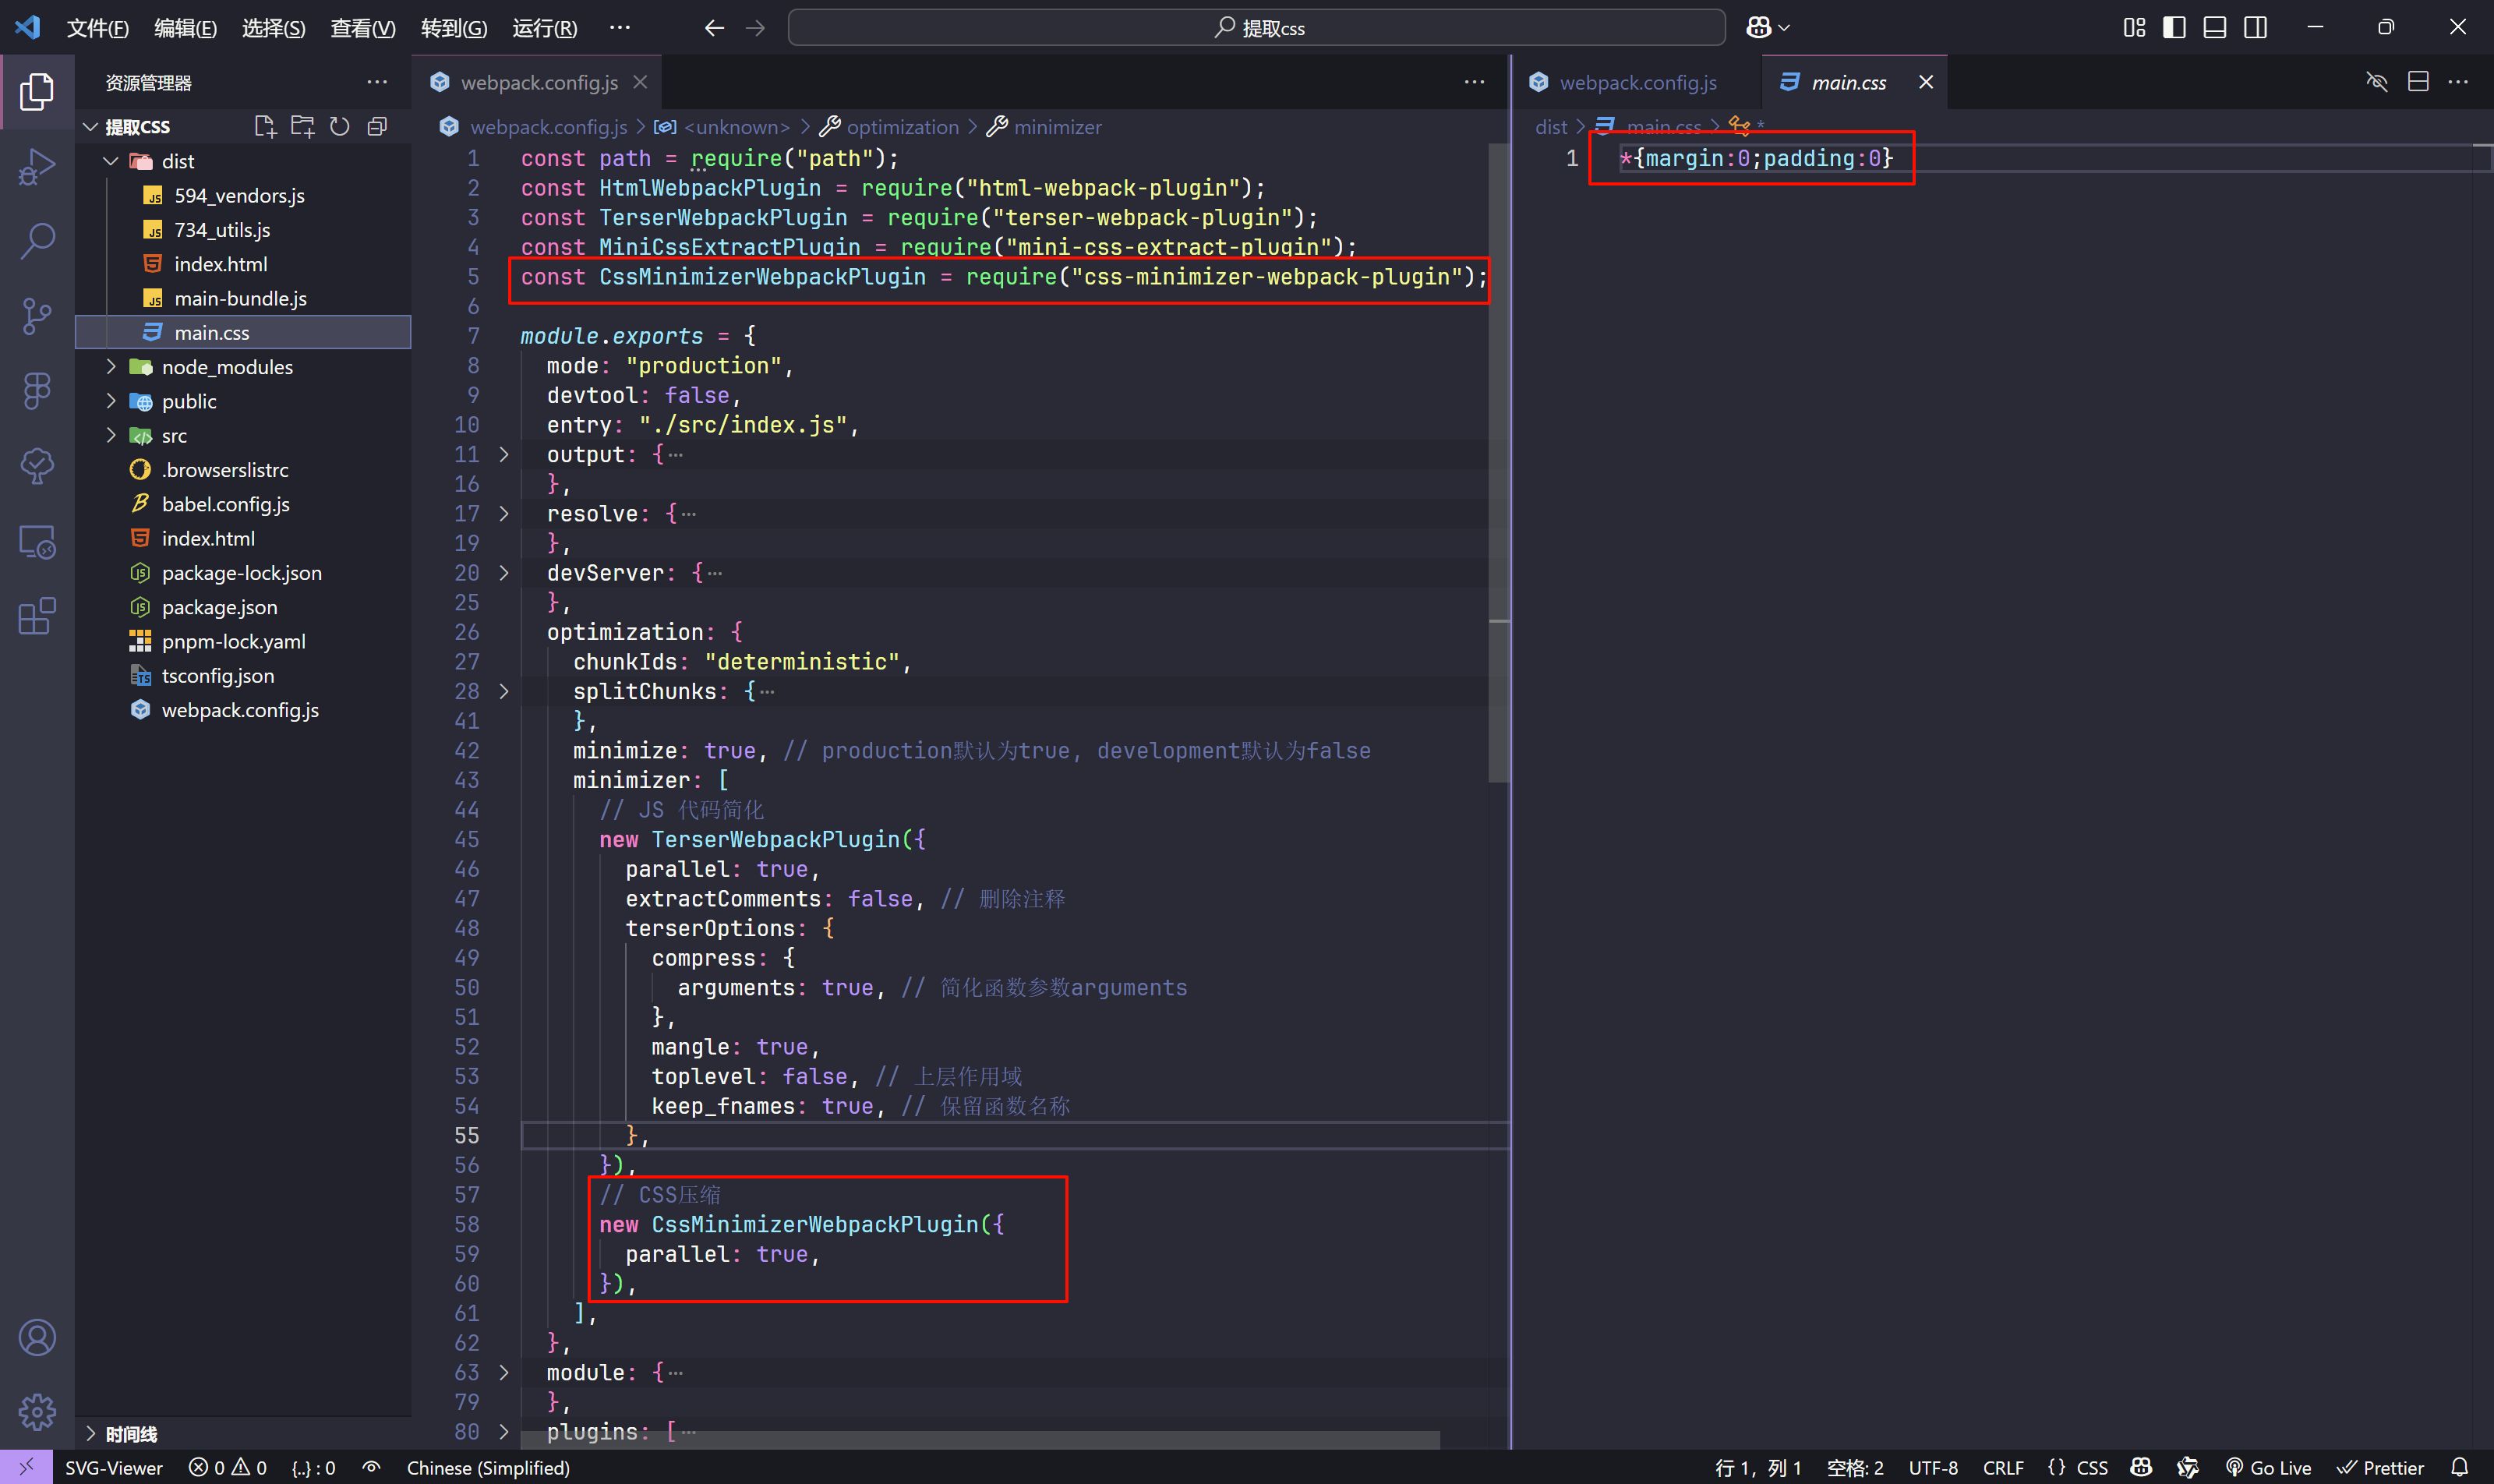 文件(F) 编辑(E) 选择(S) 查看(V) 转到(G) 运行(R) ··· 提取css
资源管理器
提取CSS
dist
594_vendors.js
734_utils.js
index.html
main-bundle.js
main.css
node_modules
public
src
.browserslistrc
babel.config.js
index.html
package-lock.json
package.json
pnpm-lock.yaml
tsconfig.json
webpack.config.js
时间线
webpack.config.js
webpack.config.js > <unknown> > optimization > minimizer
1 const path = require("path");
2 const HtmlWebpackPlugin = require("html-webpack-plugin");
3 const TerserWebpackPlugin = require("terser-webpack-plugin");
4 const MiniCssExtractPlugin = require("mini-css-extract-plugin");
5 const CssMinimizerWebpackPlugin = require("css-minimizer-webpack-plugin");
6
7 module.exports = {
8 mode: "production",
9 devtool: false,
10 entry: "./src/index.js",
11 output: {···
16 },
17 resolve: {···
19 },
20 devServer: {···
25 },
26 optimization: {
27 chunkIds: "deterministic",
28 splitChunks: {···
41 },
42 minimize: true, // production默认为true, development默认为false
43 minimizer: [
44 // JS 代码简化
45 new TerserWebpackPlugin({
46 parallel: true,
47 extractComments: false, // 删除注释
48 terserOptions: {
49 compress: {
50 arguments: true, // 简化函数参数arguments
51 },
52 mangle: true,
53 toplevel: false, // 上层作用域
54 keep_fnames: true, // 保留函数名称
55 },
56 }),
57 // CSS压缩
58 new CssMinimizerWebpackPlugin({
59 parallel: true,
60 }),
61 ],
62 },
63 module: {···
79 },
80 plugins: [···
webpack.config.js main.css
dist > main.css > *
1 *{margin:0;padding:0}
SVG-Viewer 0 0 {..} : 0 Chinese (Simplified) 行 1，列 1 空格: 2 UTF-8 CRLF {} CSS Go Live Prettier